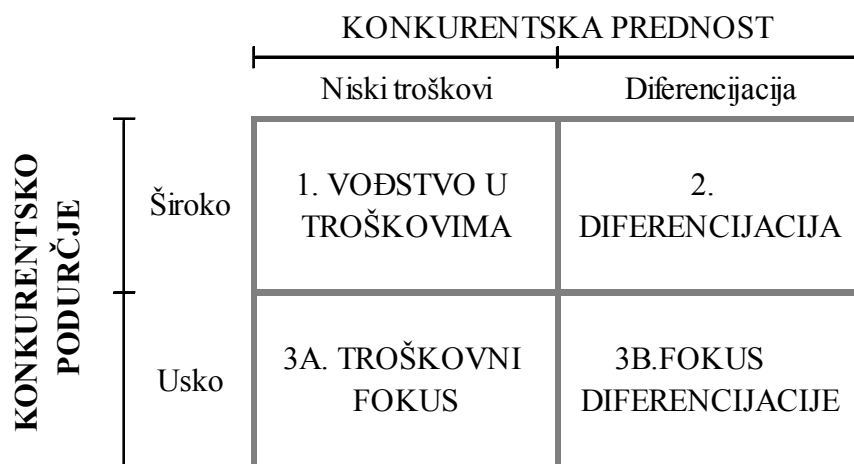 KONKURENTSKA PREDNOST
Niski troškovi
Diferencijacija
KONKURENTSKO
PODURČJE
Široko
1. VOĐSTVO U
TROŠKOVIMA
2.
DIFERENCIJACIJA
Usko
3A. TROŠKOVNI
FOKUS
3B.FOKUS
DIFERENCIJACIJE